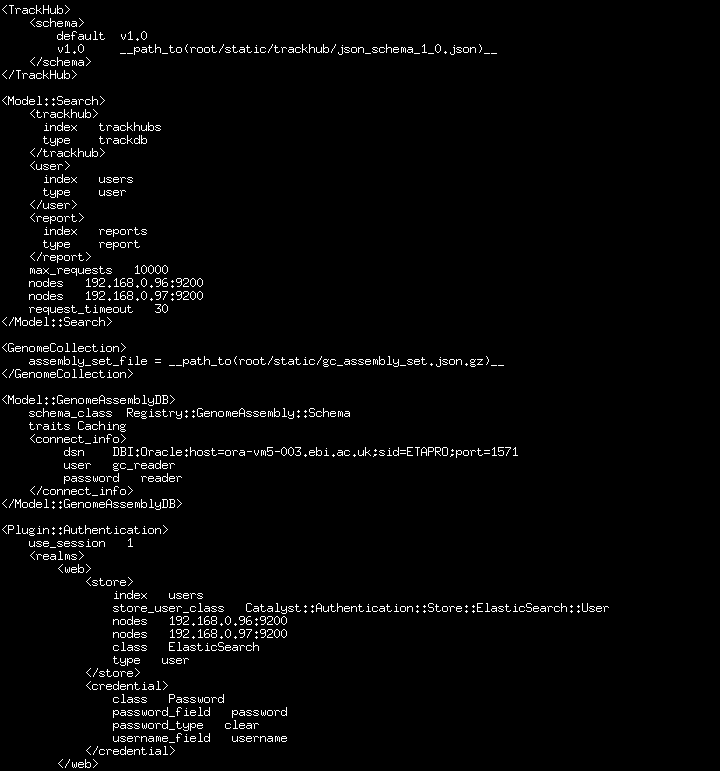 <TrackHub>
    <schema>
        default  v1.0
        v1.0     __path_to(root/static/trackhub/json_schema_1_0.json)__
    </schema>
</TrackHub>

<Model::Search>
    <trackhub>
      index   trackhubs
      type    trackdb
    </trackhub>
    <user>
      index   users
      type    user
    </user>
    <report>
      index   reports
      type    report
    </report>
    max_requests   10000
    nodes   192.168.0.96:9200
    nodes   192.168.0.97:9200
    request_timeout   30
</Model::Search>

<GenomeCollection>
    assembly_set_file = __path_to(root/static/gc_assembly_set.json.gz)__
</GenomeCollection>

<Model::GenomeAssemblyDB>
    schema_class  Registry::GenomeAssembly::Schema
    traits Caching
    <connect_info>
         dsn    DBI:Oracle:host=ora-vm5-003.ebi.ac.uk;sid=ETAPRO;port=1571
         user   gc_reader
         password   reader
    </connect_info>
</Model::GenomeAssemblyDB>

<Plugin::Authentication>
    use_session   1
    <realms>
        <web>
            <store>
                index   users
                store_user_class   Catalyst::Authentication::Store::ElasticSearch::User
                nodes   192.168.0.96:9200
                nodes   192.168.0.97:9200
                class   ElasticSearch
                type   user
            </store>
            <credential>
                class   Password
                password_field   password
                password_type   clear
                username_field   username
            </credential>
        </web>